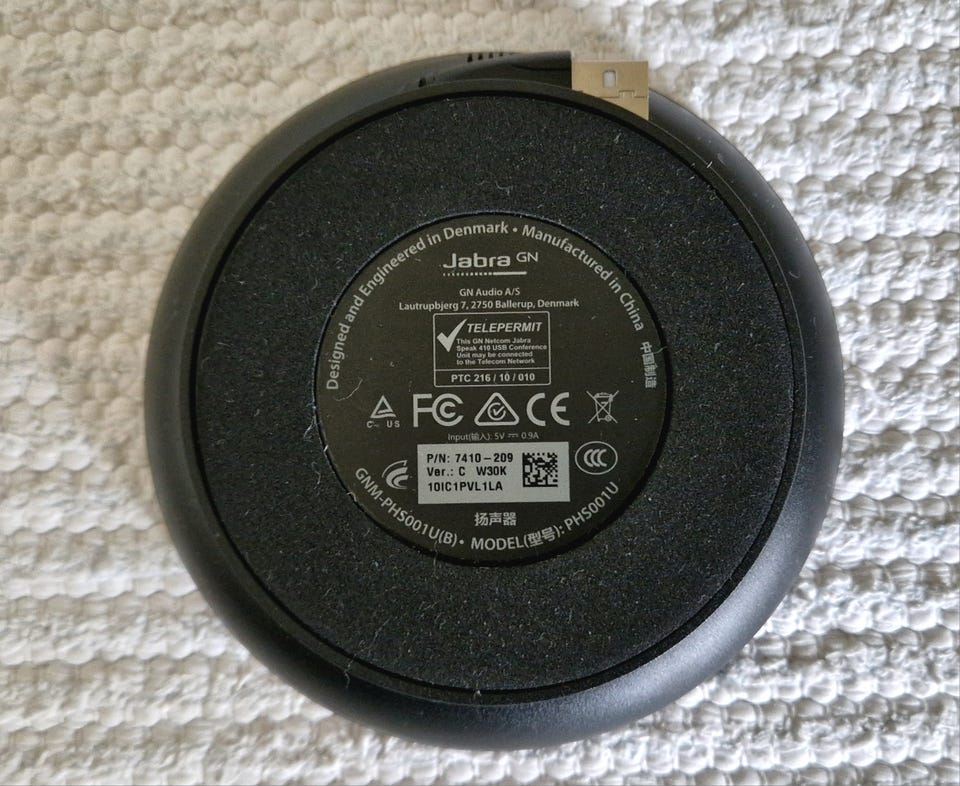 Designed and Engineered in Denmark • Manufactured in China 中国制造
Jabra GN
GN Audio A/S
Lautrupbjerg 7, 2750 Ballerup, Denmark
TELEPERMIT
This GN Netcom Jabra
Speak 410 USB Conference
Unit may be connected
to the Telecom Network
PTC 216 / 10 / 010
C US FC CE
Input(输入): 5V ⎓ 0.9A
P/N: 7410-209
Ver.: C W30K
10IC1PVL1LA
CCC
扬声器
GNM-PHS001U(B) • MODEL(型号): PHS001U